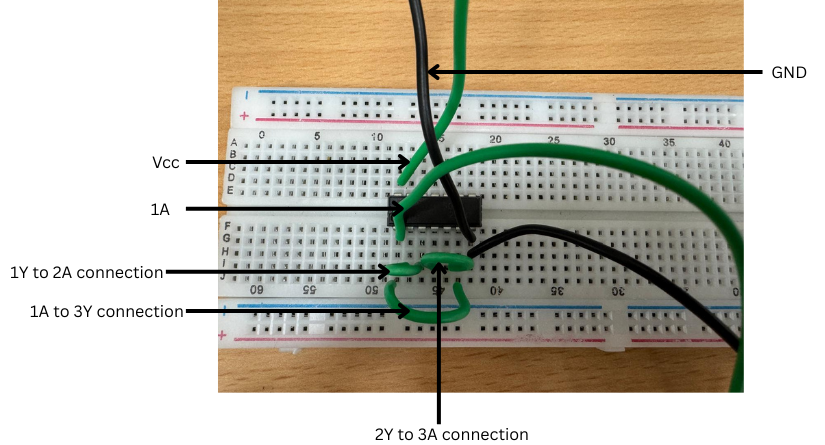 GND
0 5 10 20 25 30 35 40
A
B
C
D
E
Vcc
1A
F
G
H
I
J
1Y to 2A connection
60 55 50 45 40 35 30
1A to 3Y connection
2Y to 3A connection